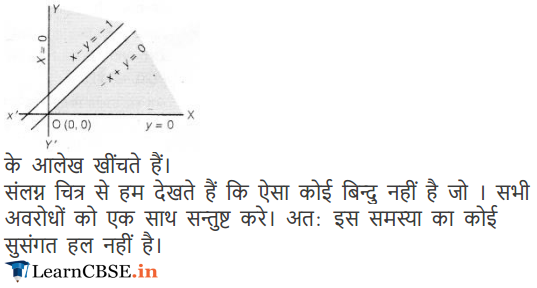 Y
X = 0
x – y = –1
–x + y = 0
X'
O (0, 0)
y = 0
X
Y'
के आलेख खींचते हैं।
संलग्न चित्र से हम देखते हैं कि ऐसा कोई बिन्दु नहीं है जो । सभी
अवरोधों को एक साथ सन्तुष्ट करे। अत: इस समस्या का कोई
सुसंगत हल नहीं है।
LearnCBSE.in